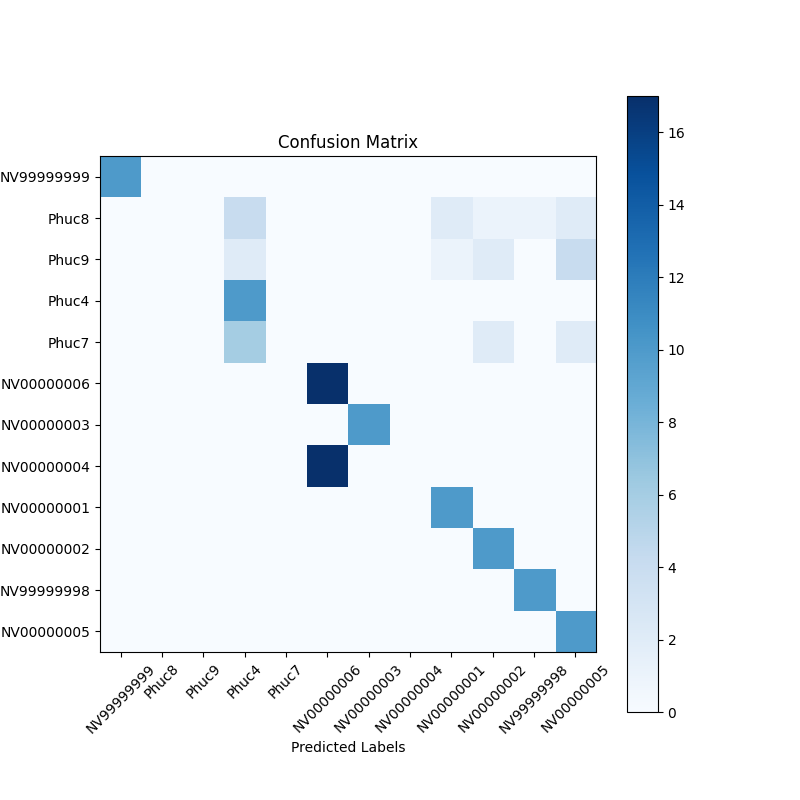 Confusion Matrix
NV99999999
Phuc8
Phuc9
Phuc4
Phuc7
NV00000006
NV00000003
NV00000004
NV00000001
NV00000002
NV99999998
NV00000005
NV99999999
Phuc8
Phuc9
Phuc4
Phuc7
NV00000006
NV00000003
NV00000004
NV00000001
NV00000002
NV99999998
NV00000005
Predicted Labels
16
14
12
10
8
6
4
2
0